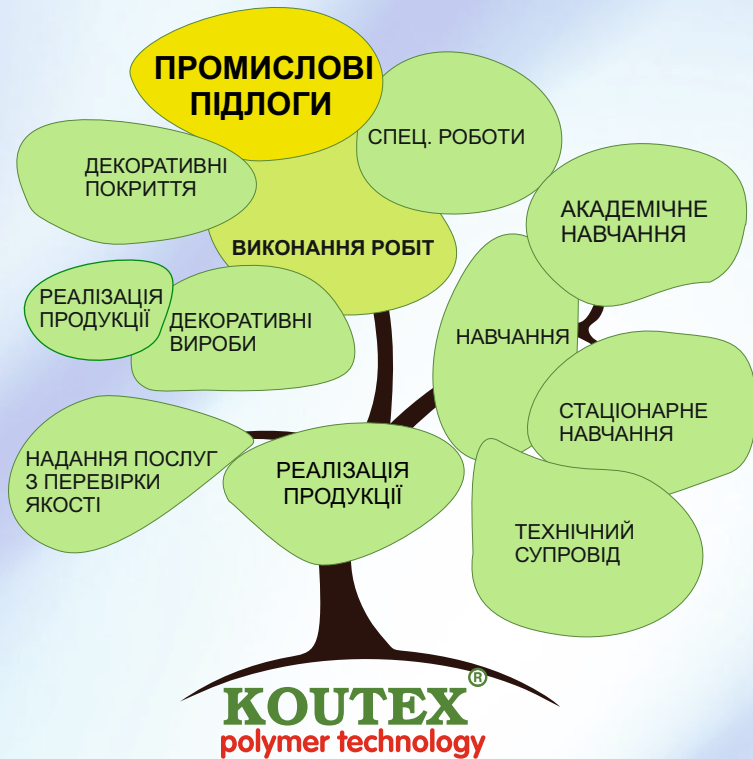 ПРОМИСЛОВІ
ПІДЛОГИ
СПЕЦ. РОБОТИ
ДЕКОРАТИВНІ
ПОКРИТТЯ
АКАДЕМІЧНЕ
НАВЧАННЯ
ВИКОНАННЯ РОБІТ
РЕАЛІЗАЦІЯ
ПРОДУКЦІЇ
ДЕКОРАТИВНІ
ВИРОБИ
НАВЧАННЯ
СТАЦІОНАРНЕ
НАВЧАННЯ
НАДАННЯ ПОСЛУГ
З ПЕРЕВІРКИ
ЯКОСТІ
РЕАЛІЗАЦІЯ
ПРОДУКЦІЇ
ТЕХНІЧНИЙ
СУПРОВІД
KOUTEX®
polymer technology